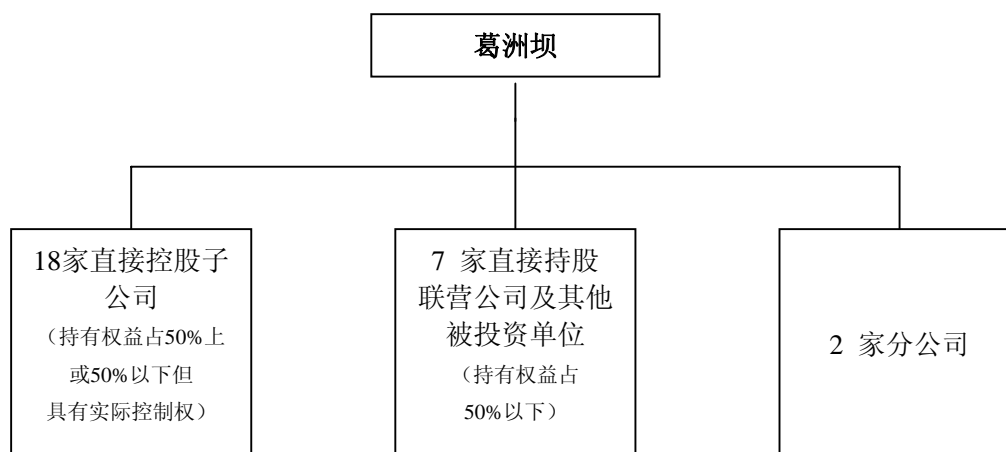 葛洲坝
18家直接控股子
公司
（持有权益占50%上
或50%以下但
具有实际控制权）
7 家直接持股
联营公司及其他
被投资单位
（持有权益占
50%以下）
2 家分公司